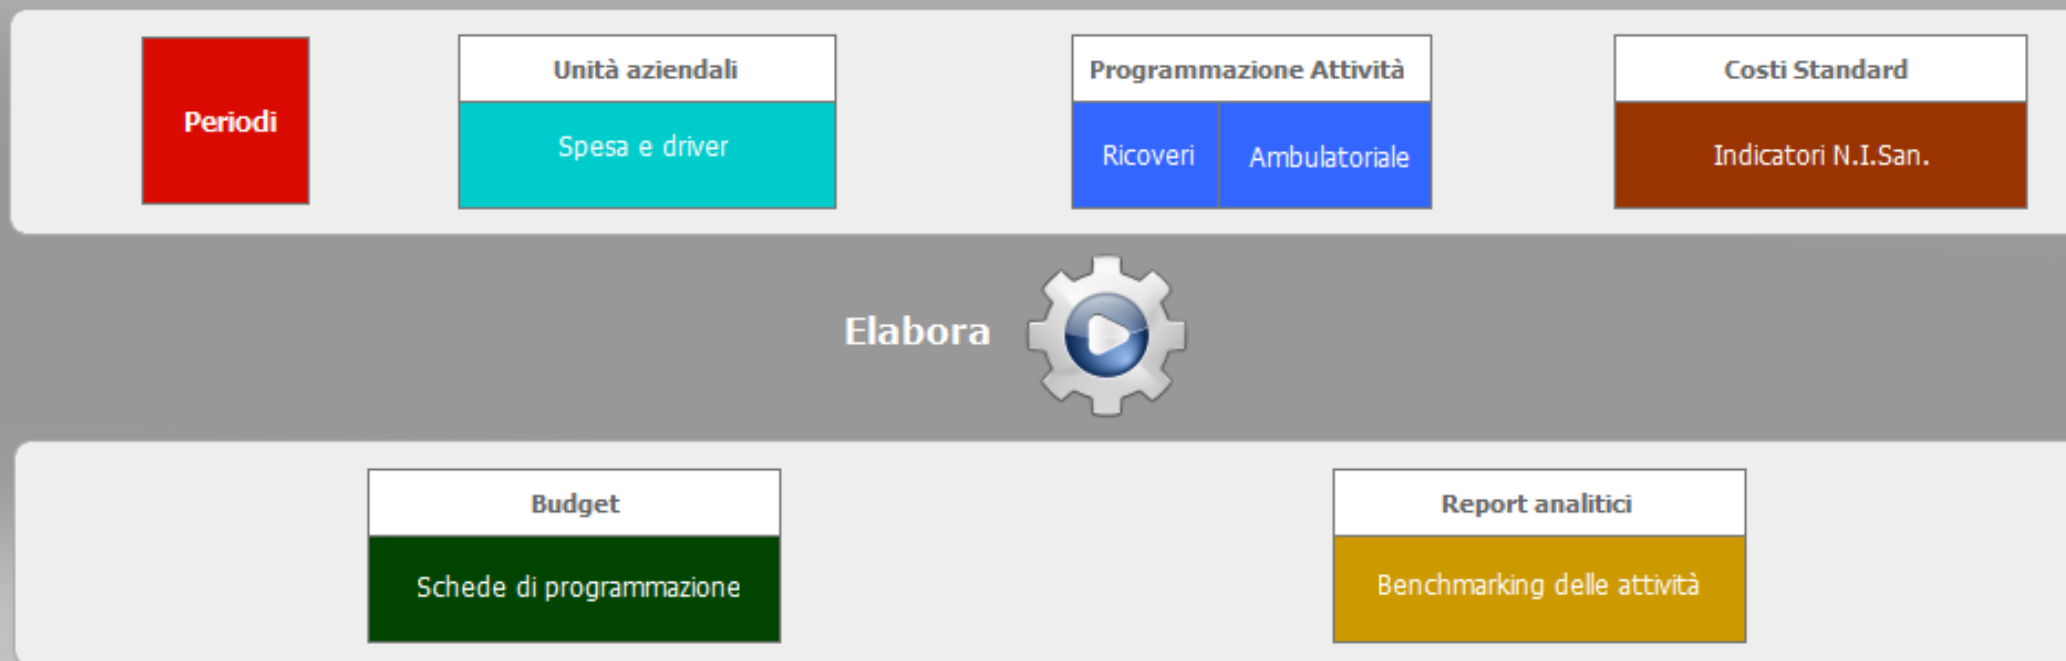 Periodi
Unità aziendali
Spesa e driver
Programmazione Attività
Ricoveri
Ambulatoriale
Costi Standard
Indicatori N.I.San.
Elabora
Budget
Schede di programmazione
Report analitici
Benchmarking delle attività